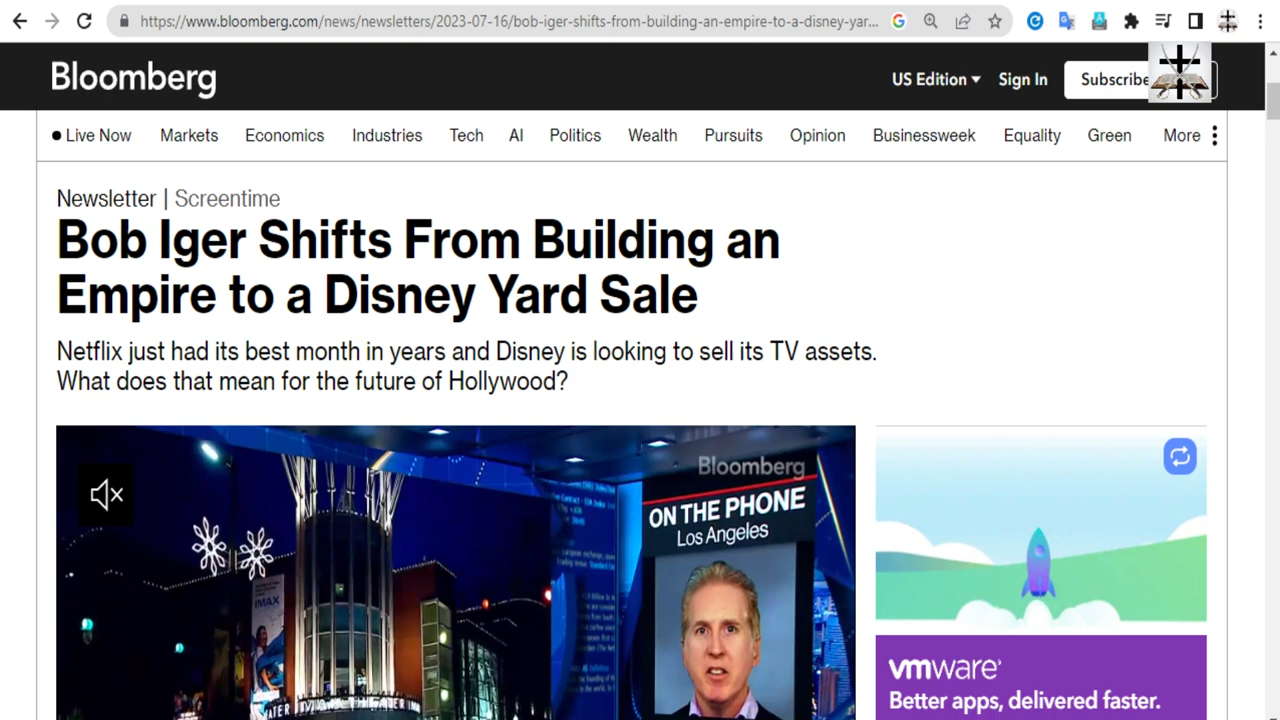 https://www.bloomberg.com/news/newsletters/2023-07-16/bob-iger-shifts-from-building-an-empire-to-a-disney-yar...
Bloomberg
US Edition
Sign In
Subscribe
Live Now
Markets
Economics
Industries
Tech
AI
Politics
Wealth
Pursuits
Opinion
Businessweek
Equality
Green
More
Newsletter | Screentime
Bob Iger Shifts From Building an
Empire to a Disney Yard Sale
Netflix just had its best month in years and Disney is looking to sell its TV assets.
What does that mean for the future of Hollywood?
Bloomberg
ON THE PHONE
Los Angeles
IMAX
vmware
Better apps, delivered faster.